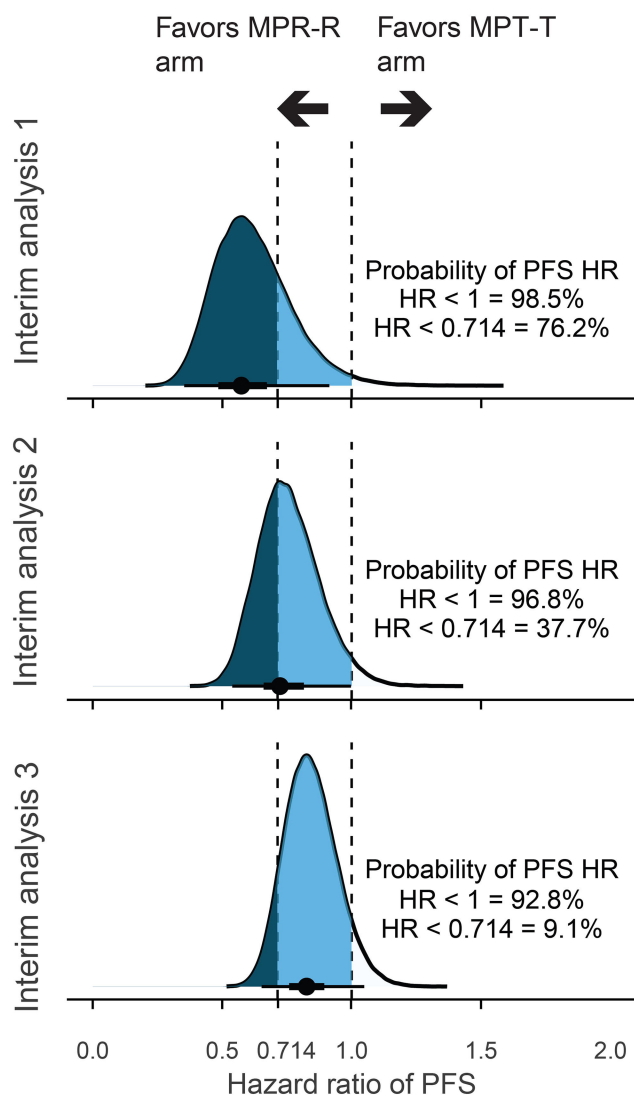 Favors MPR-R
arm
Favors MPT-T
arm
Interim analysis 1
Probability of PFS HR
HR < 1 = 98.5%
HR < 0.714 = 76.2%
0.0 0.5 0.714 1.0 1.5 2.0
Interim analysis 2
Probability of PFS HR
HR < 1 = 96.8%
HR < 0.714 = 37.7%
Interim analysis 3
Probability of PFS HR
HR < 1 = 92.8%
HR < 0.714 = 9.1%
Hazard ratio of PFS